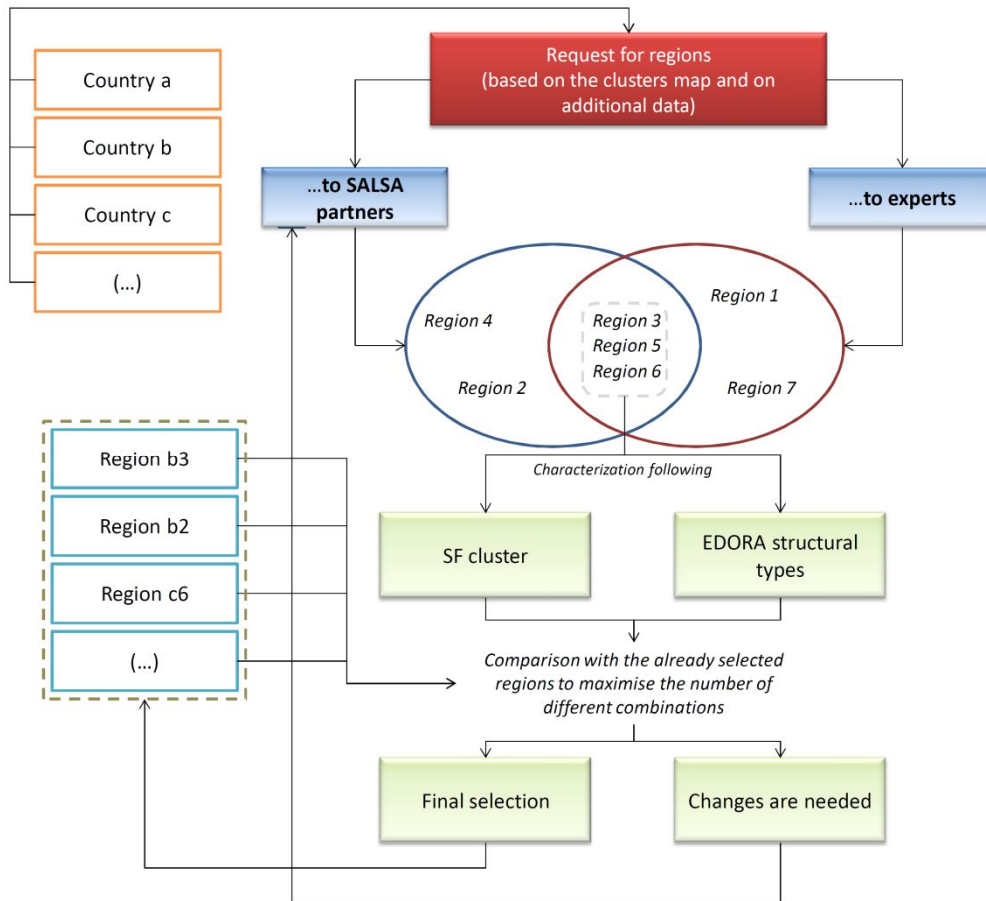 Request for regions
(based on the clusters map and on
additional data)
Country a
Country b
Country c
(...)
...to SALSA
partners
...to experts
Region 4
Region 2
Region 3
Region 5
Region 6
Region 1
Region 7
Characterization following
Region b3
Region b2
Region c6
(...)
SF cluster
EDORA structural
types
Comparison with the already selected
regions to maximise the number of
different combinations
Final selection
Changes are needed